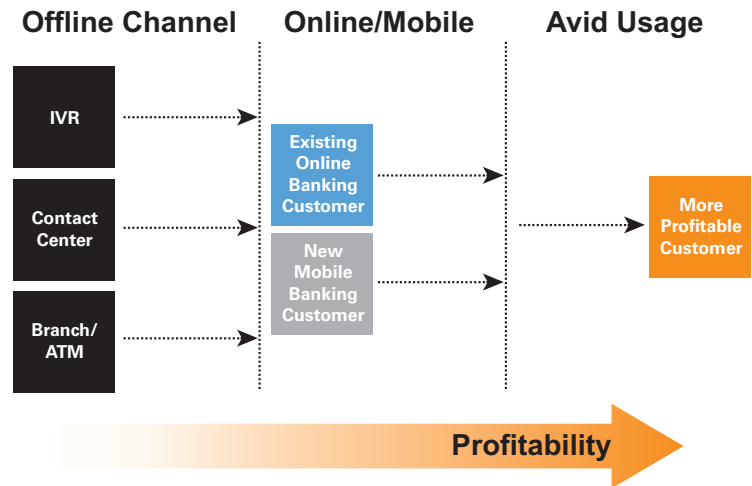 Offline Channel
Online/Mobile
Avid Usage
IVR
Contact
Center
Branch/
ATM
Existing
Online
Banking
Customer
New
Mobile
Banking
Customer
More
Profitable
Customer
Profitability